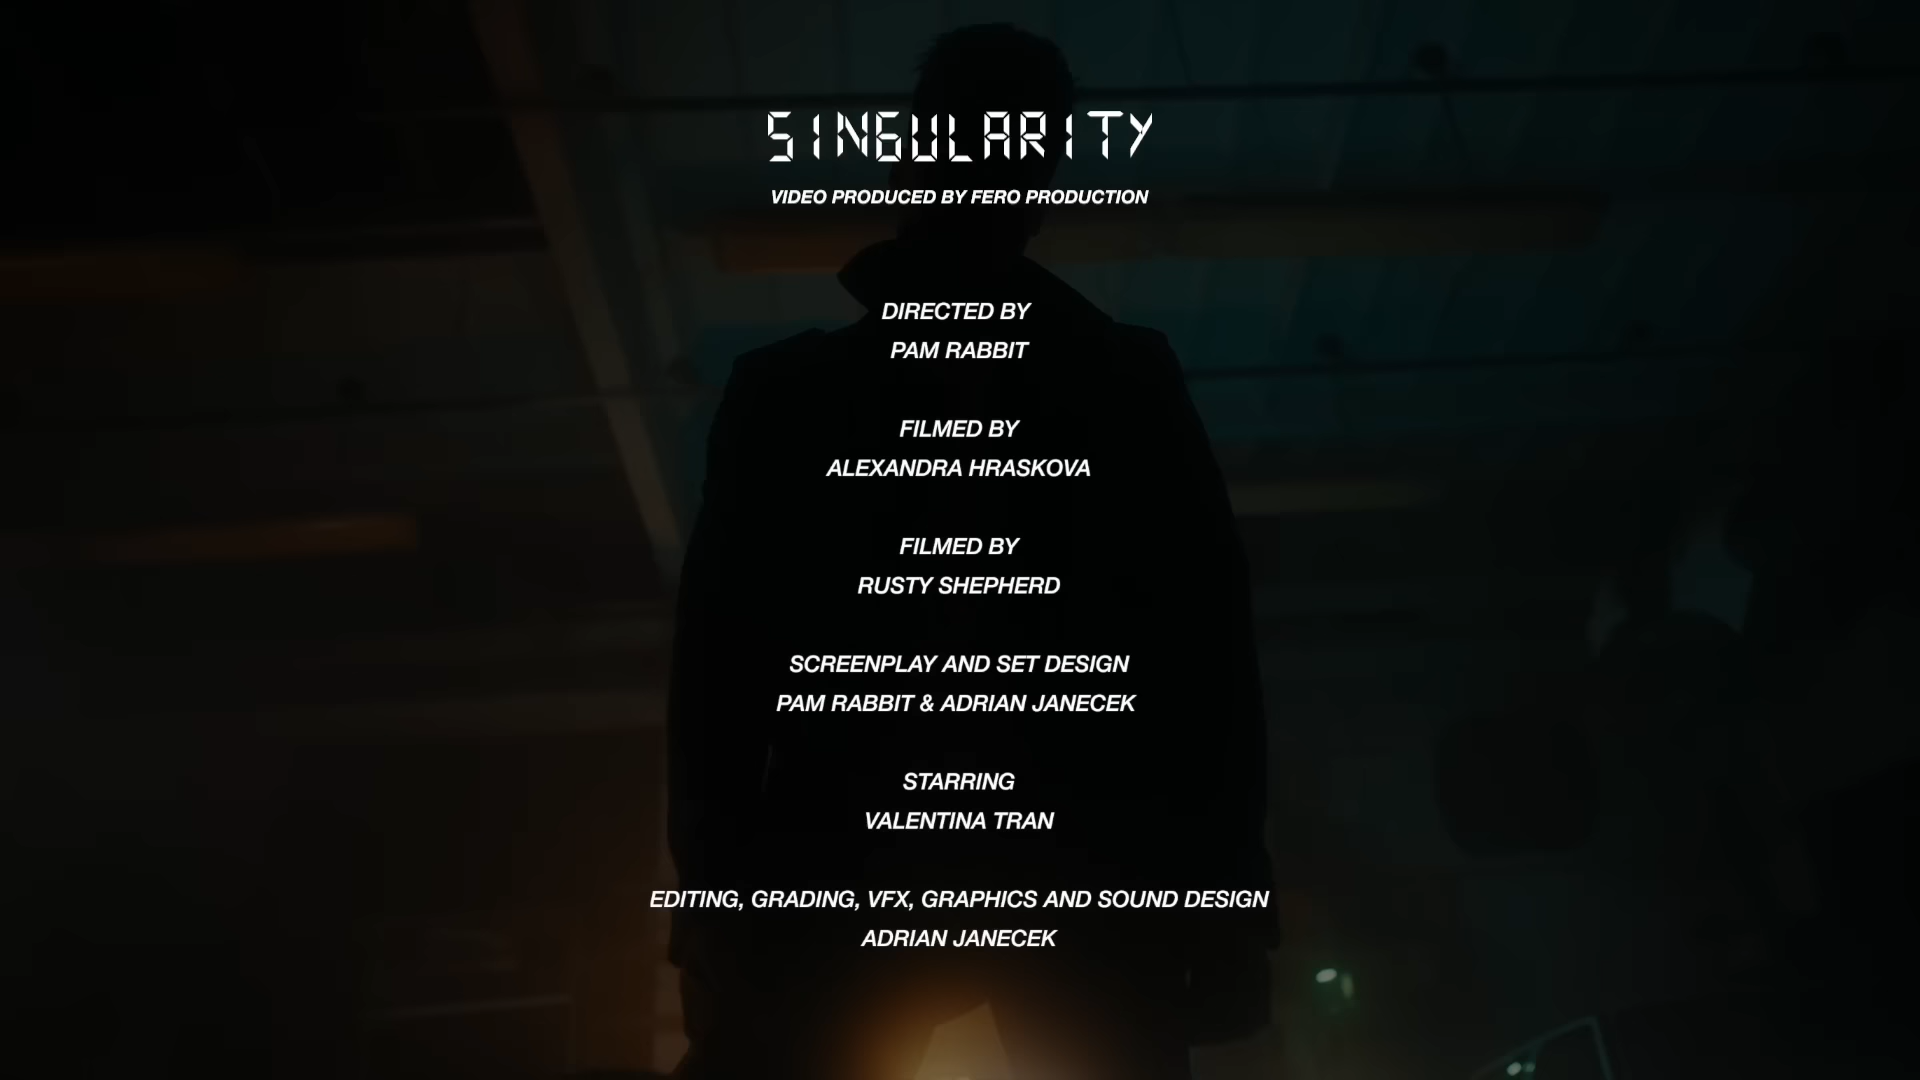 SINGULARITY
VIDEO PRODUCED BY FERO PRODUCTION
DIRECTED BY
PAM RABBIT
FILMED BY
ALEXANDRA HRASKOVA
FILMED BY
RUSTY SHEPHERD
SCREENPLAY AND SET DESIGN
PAM RABBIT & ADRIAN JANECEK
STARRING
VALENTINA TRAN
EDITING, GRADING, VFX, GRAPHICS AND SOUND DESIGN
ADRIAN JANECEK